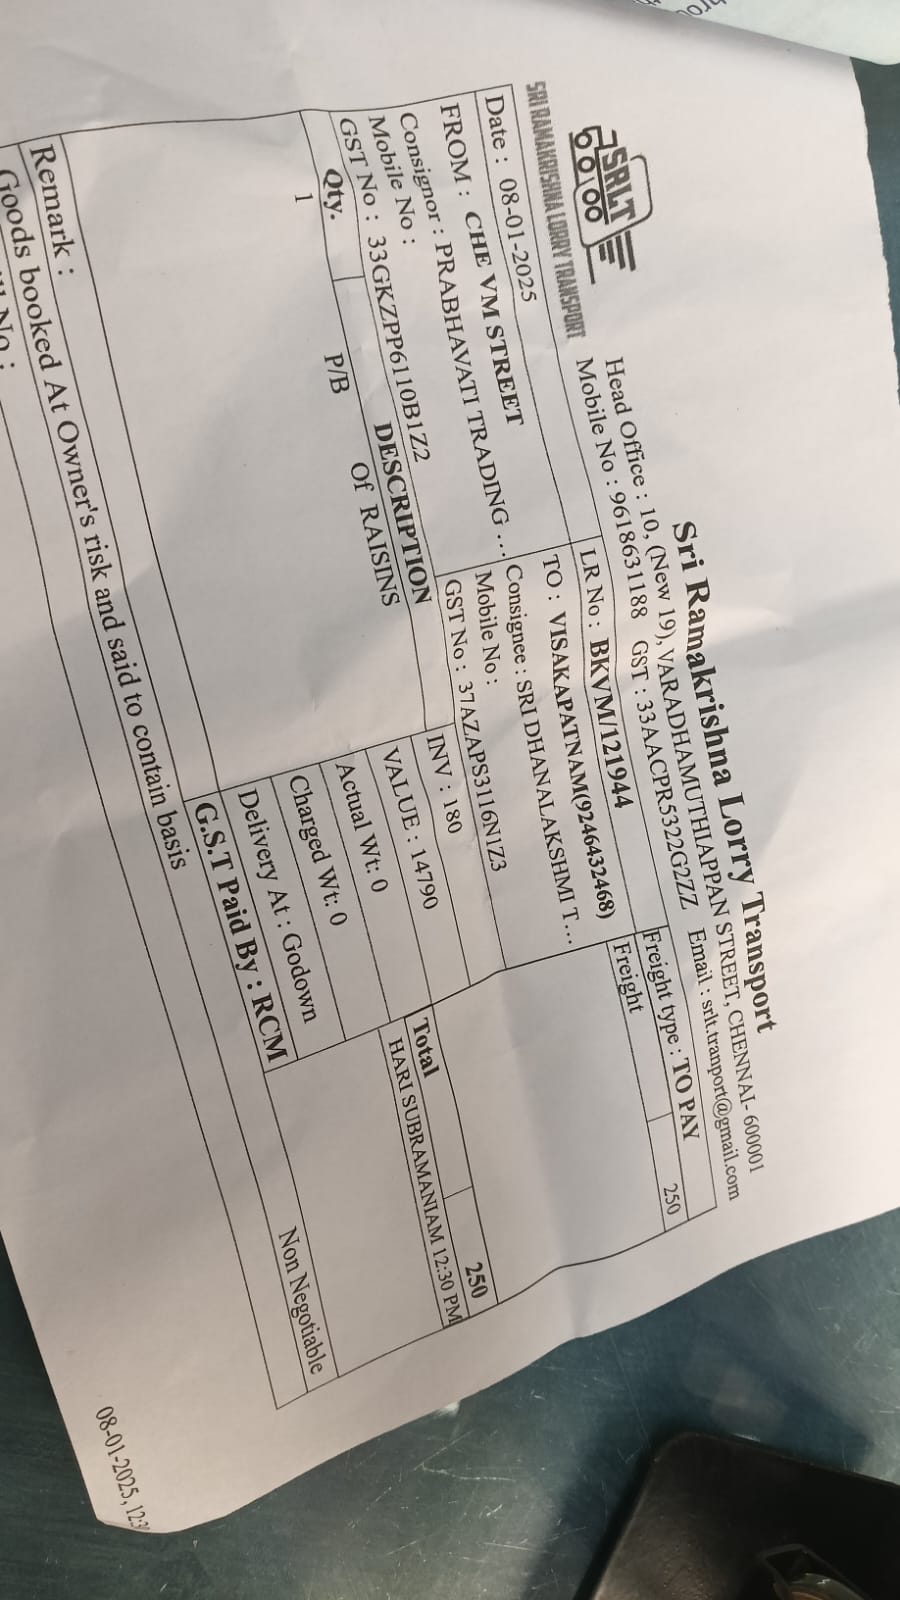 Sri Ramakrishna Lorry Transport
SRLT
SRI RAMAKRISHNA LORRY TRANSPORT
Head Office : 10, (New 19), VARADHAMUTHIAPPAN STREET, CHENNAI- 600001
Mobile No : 9618631188 GST : 33AACPR5322G2ZZ Email : srlt.tranport@gmail.com
Date : 08-01-2025
LR No : BKVM/121944
Freight type : TO PAY
FROM : CHE VM STREET
TO : VISAKAPATNAM(9246432468)
Freight 250
Consignor : PRABHAVATI TRADING ...
Consignee : SRI DHANALAKSHMI T...
Mobile No :
Mobile No :
GST No : 33GKZPP6110B1Z2
GST No : 37AZAPS3116N1Z3
Qty. DESCRIPTION
1 P/B Of RAISINS
INV : 180
VALUE : 14790
Actual Wt: 0
Charged Wt: 0
Delivery At : Godown
G.S.T Paid By : RCM
Total 250
HARI SUBRAMANIAM 12:30 PM
Non Negotiable
Remark :
Goods booked At Owner's risk and said to contain basis
No :
08-01-2025, 12:3